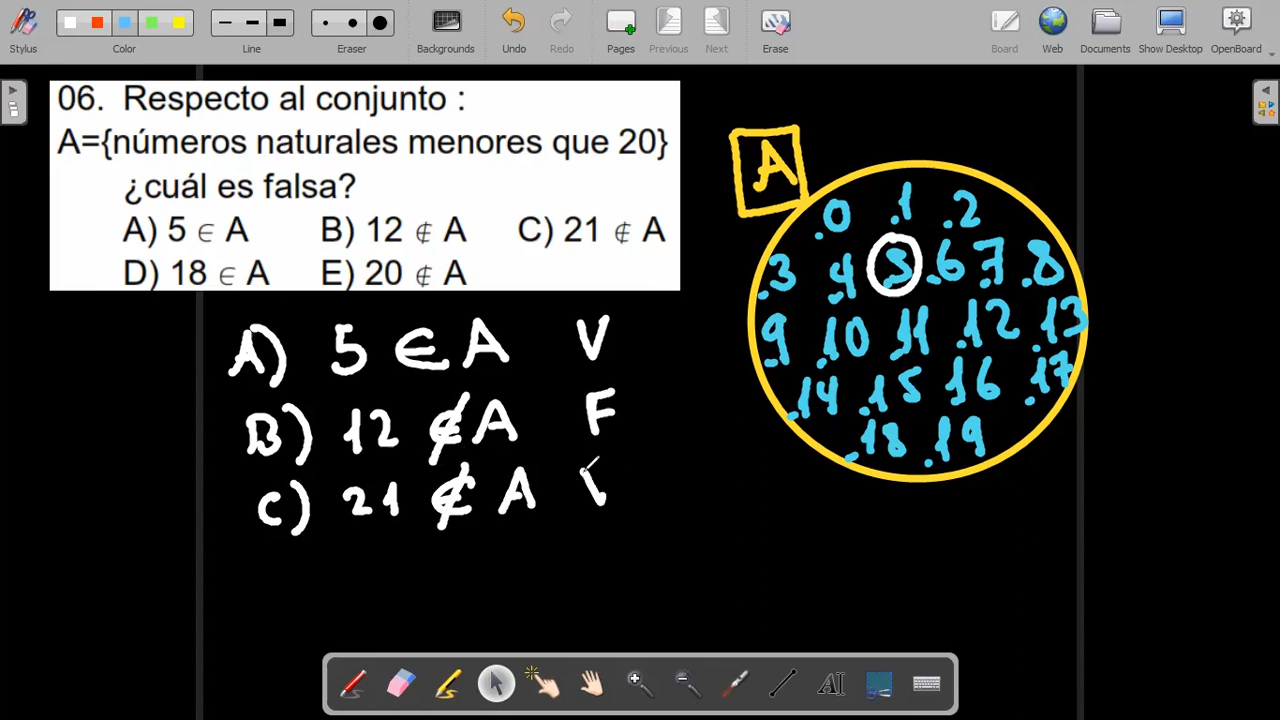 Stylus
Color
Line
Eraser
Backgrounds
Undo
Redo
Pages
Previous
Next
Erase
Board
Web
Documents
Show Desktop
OpenBoard
06. Respecto al conjunto :
A={números naturales menores que 20}
¿cuál es falsa?
A) 5 ∈ A B) 12 ∉ A C) 21 ∉ A
D) 18 ∈ A E) 20 ∉ A
A
.0 .1 .2
.3 .4 .5 .6 .7 .8
.9 .10 .11 .12 .13
.14 .15 .16 .17
.18 .19
A) 5 ∈ A V
B) 12 ∉ A F
C) 21 ∉ A
AI